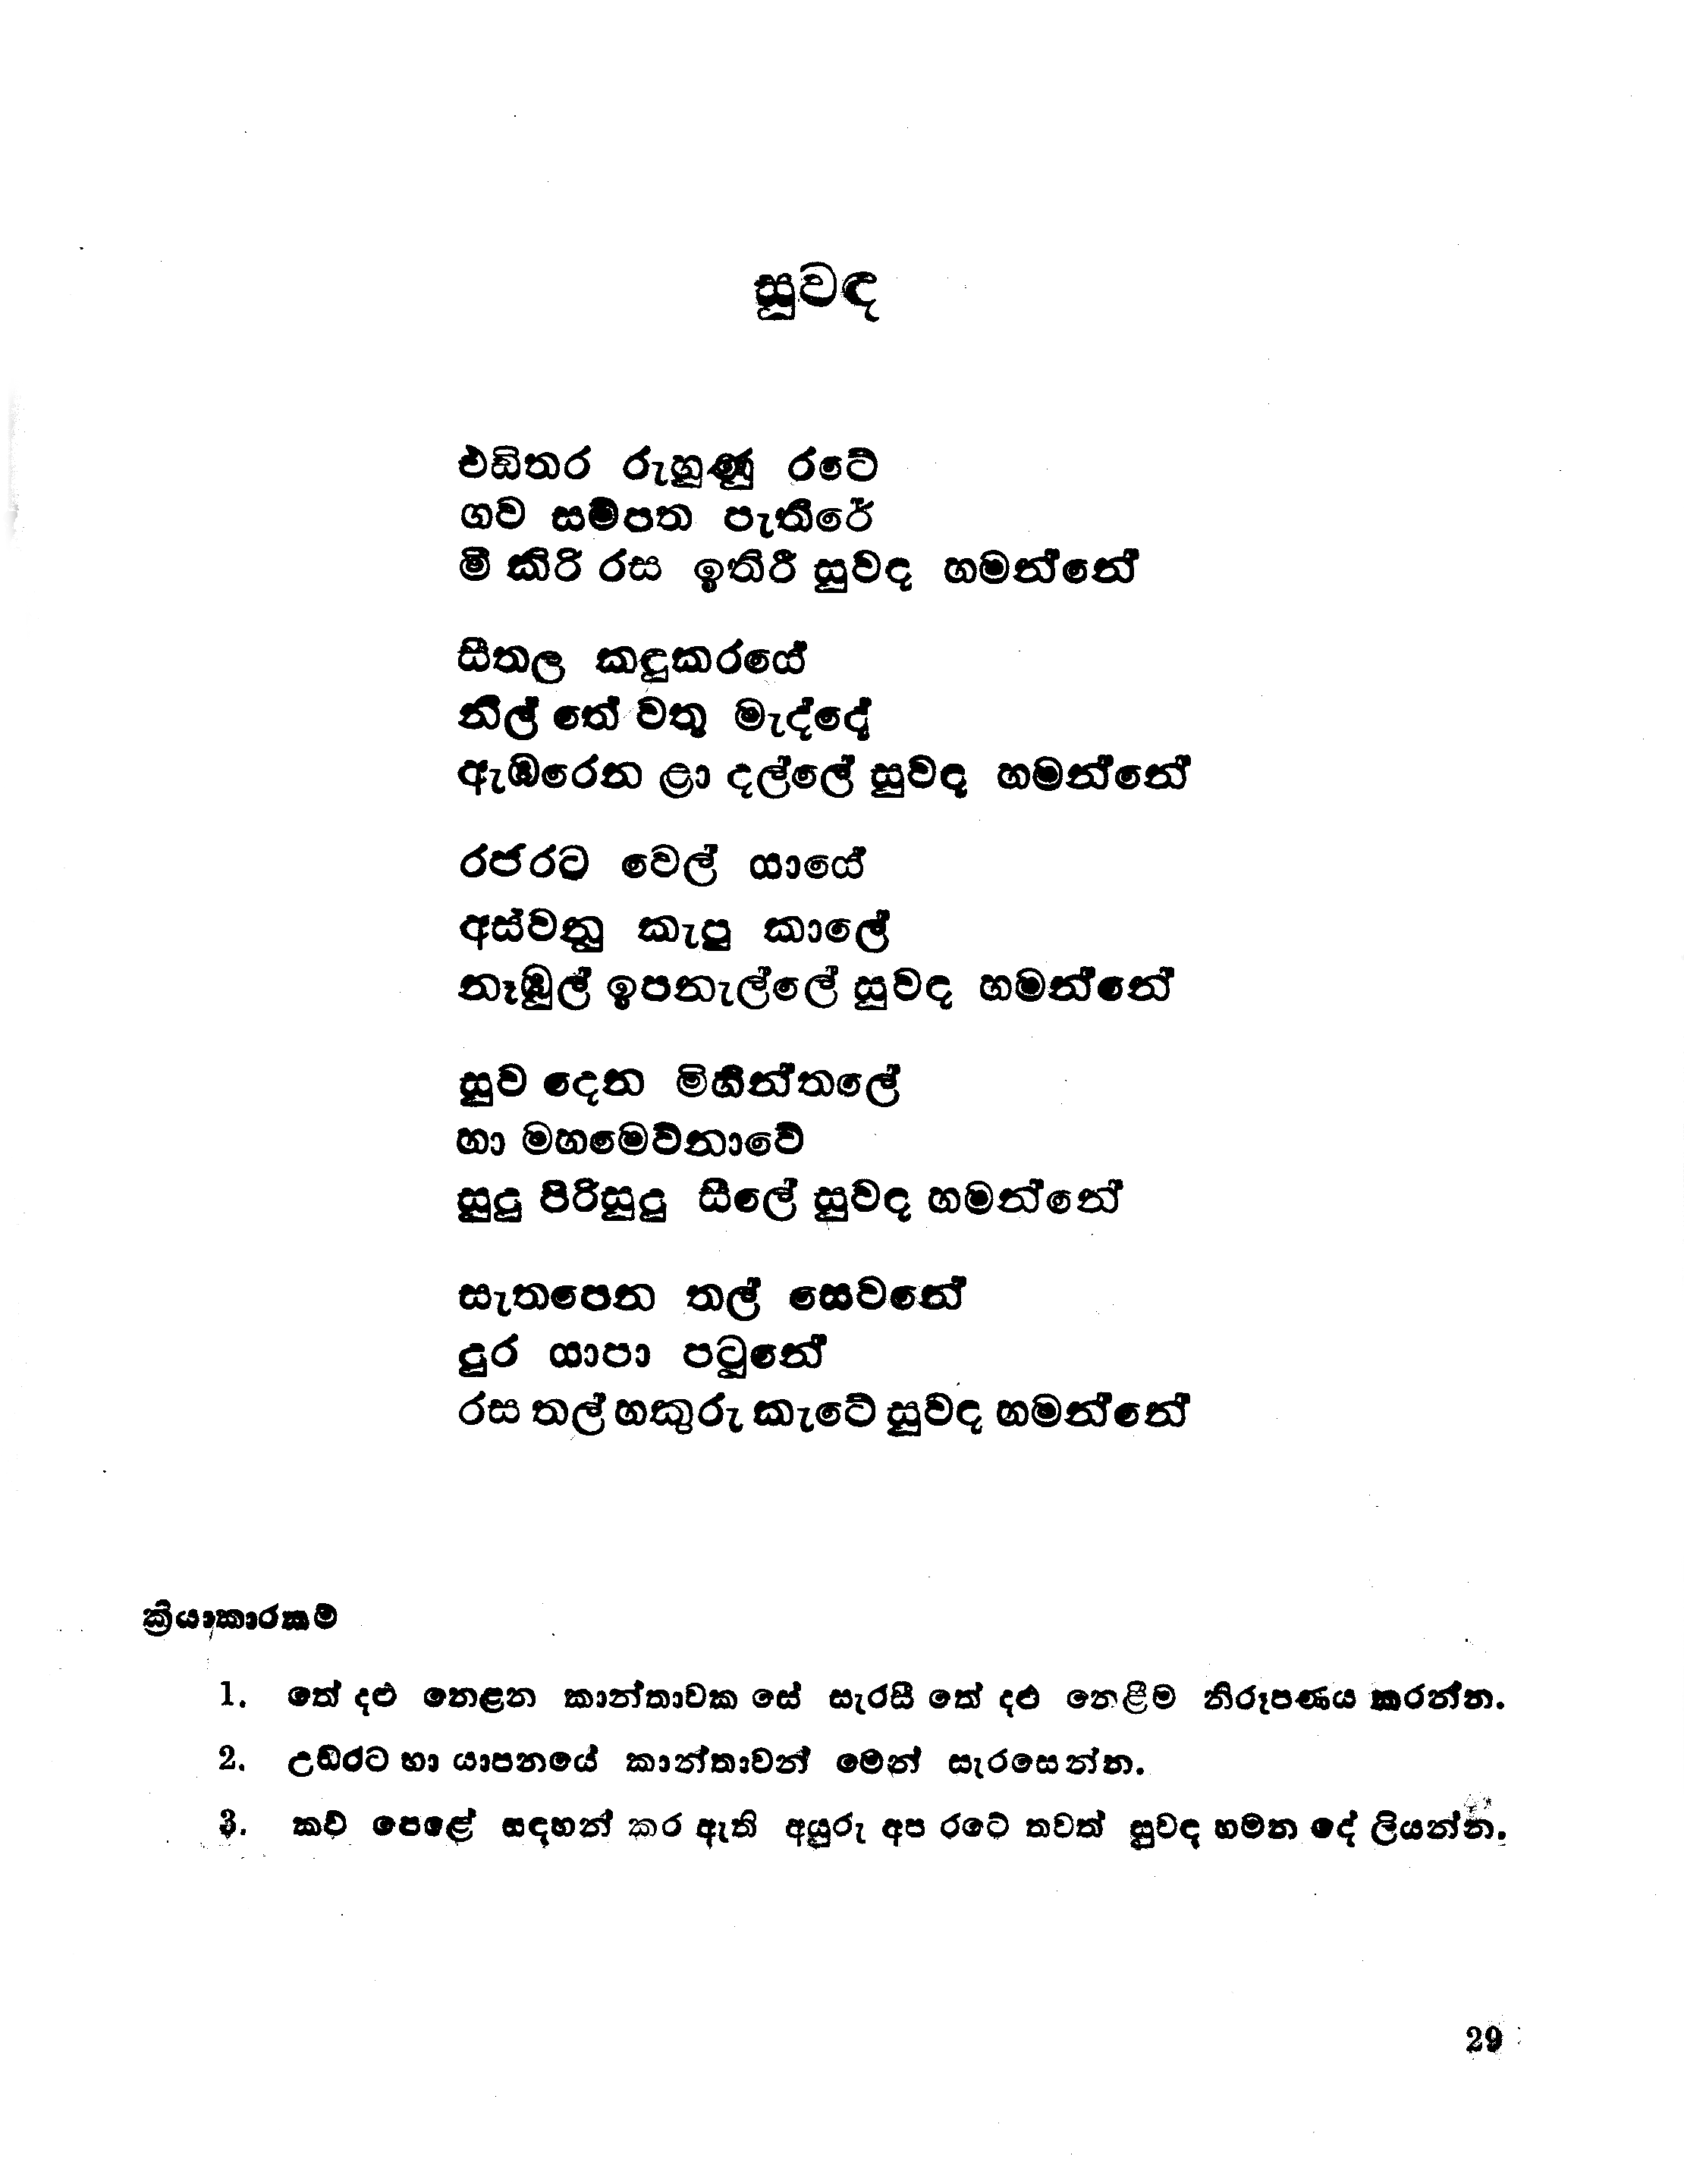 සුවඳ
එඬිතර රුහුණු රටේ
ගව සම්පත පැතිරේ
මී කිරි රස ඉතිරී සුවඳ හමන්නේ
සීතල කඳුකරයේ
නිල් තේ වතු මැද්දේ
ඇඹරෙන ළා දල්ලේ සුවඳ හමන්නේ
රජරට වෙල් යායේ
අස්වනු කැපු කාලේ
නෑඹුල් ඉපනැල්ලේ සුවඳ හමන්නේ
සුව දෙන මිහින්තලේ
හා මහමෙව්නාවේ
සුදු පිරිසුදු සීලේ සුවඳ හමන්නේ
සැතපෙන තල් සෙවනේ
දුර යාපා පටුනේ
රස තල් හකුරු කැටේ සුවඳ හමන්නේ
ක්‍රියාකාරකම්
1. තේ දළු නෙළන කාන්තාවක සේ සැරසී තේ දළු නෙළීම නිරූපණය කරන්න.
2. උඩරට හා යාපනයේ කාන්තාවන් මෙන් සැරසෙන්න.
3. කවි පෙළේ සඳහන් කර ඇති අයුරු අප රටේ තවත් සුවඳ හමන දේ ලියන්න.
29